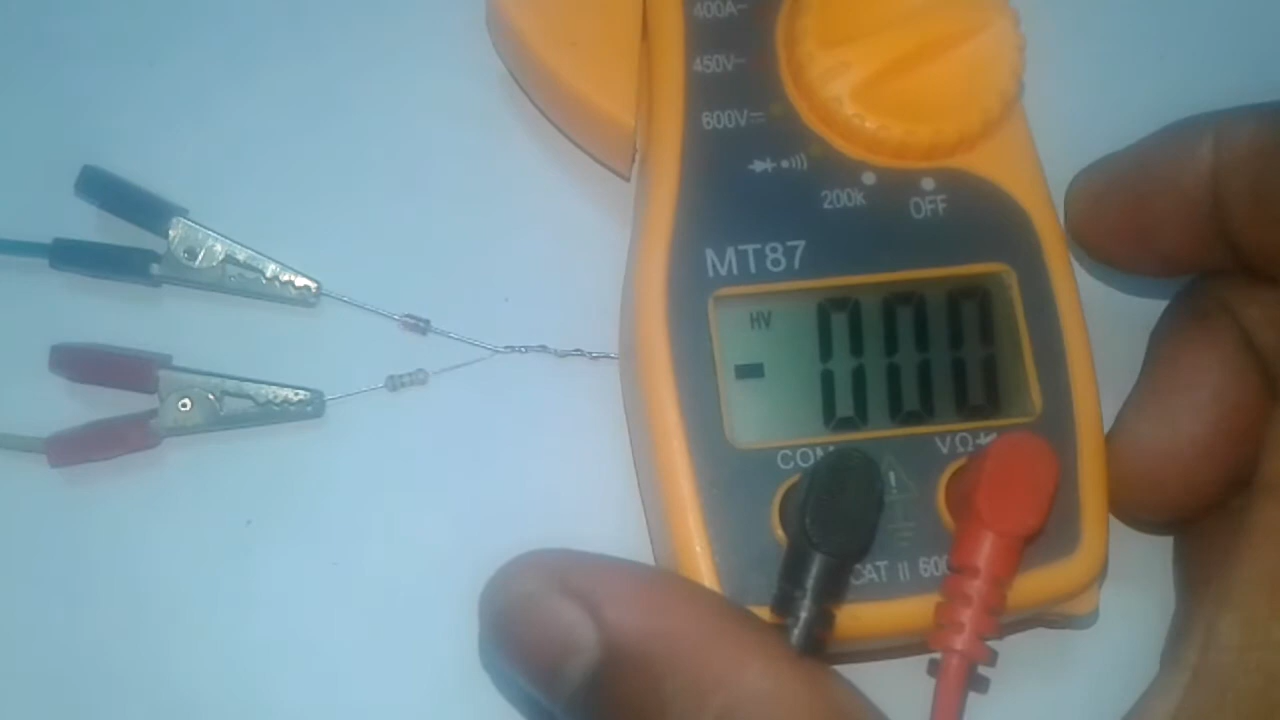 400A
450V
600V
200k
OFF
MT87
HV
-000
COM
VΩ
!
CAT II 600